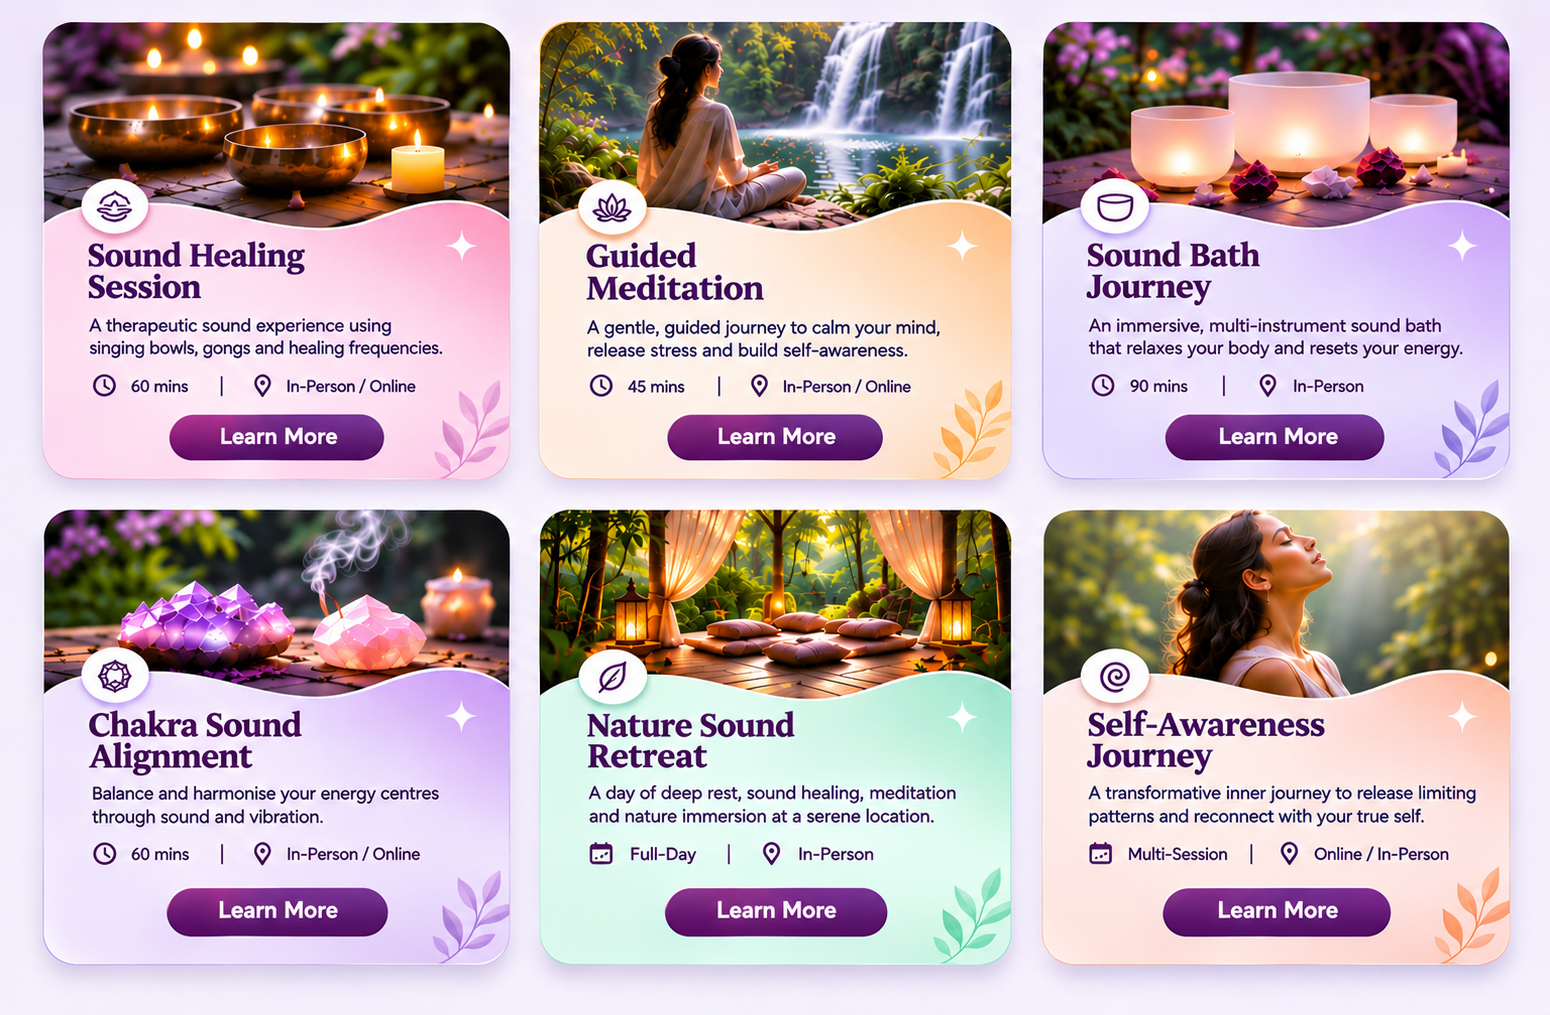 Sound Healing
Session
A therapeutic sound experience using
singing bowls, gongs and healing frequencies.
60 mins | In-Person / Online
Learn More
Guided
Meditation
A gentle, guided journey to calm your mind,
release stress and build self-awareness.
45 mins | In-Person / Online
Learn More
Sound Bath
Journey
An immersive, multi-instrument sound bath
that relaxes your body and resets your energy.
90 mins | In-Person
Learn More
Chakra Sound
Alignment
Balance and harmonise your energy centres
through sound and vibration.
60 mins | In-Person / Online
Learn More
Nature Sound
Retreat
A day of deep rest, sound healing, meditation
and nature immersion at a serene location.
Full-Day | In-Person
Learn More
Self-Awareness
Journey
A transformative inner journey to release limiting
patterns and reconnect with your true self.
Multi-Session | Online / In-Person
Learn More